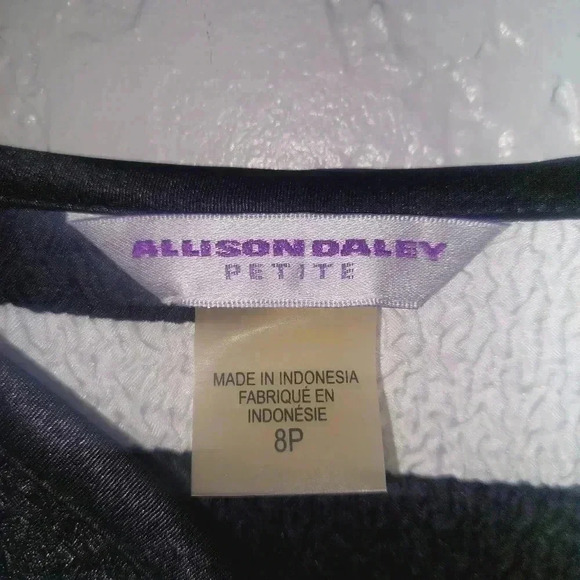 ALLISON DALEY
PETITE
MADE IN INDONESIA
FABRIQUÉ EN
INDONÉSIE
8P